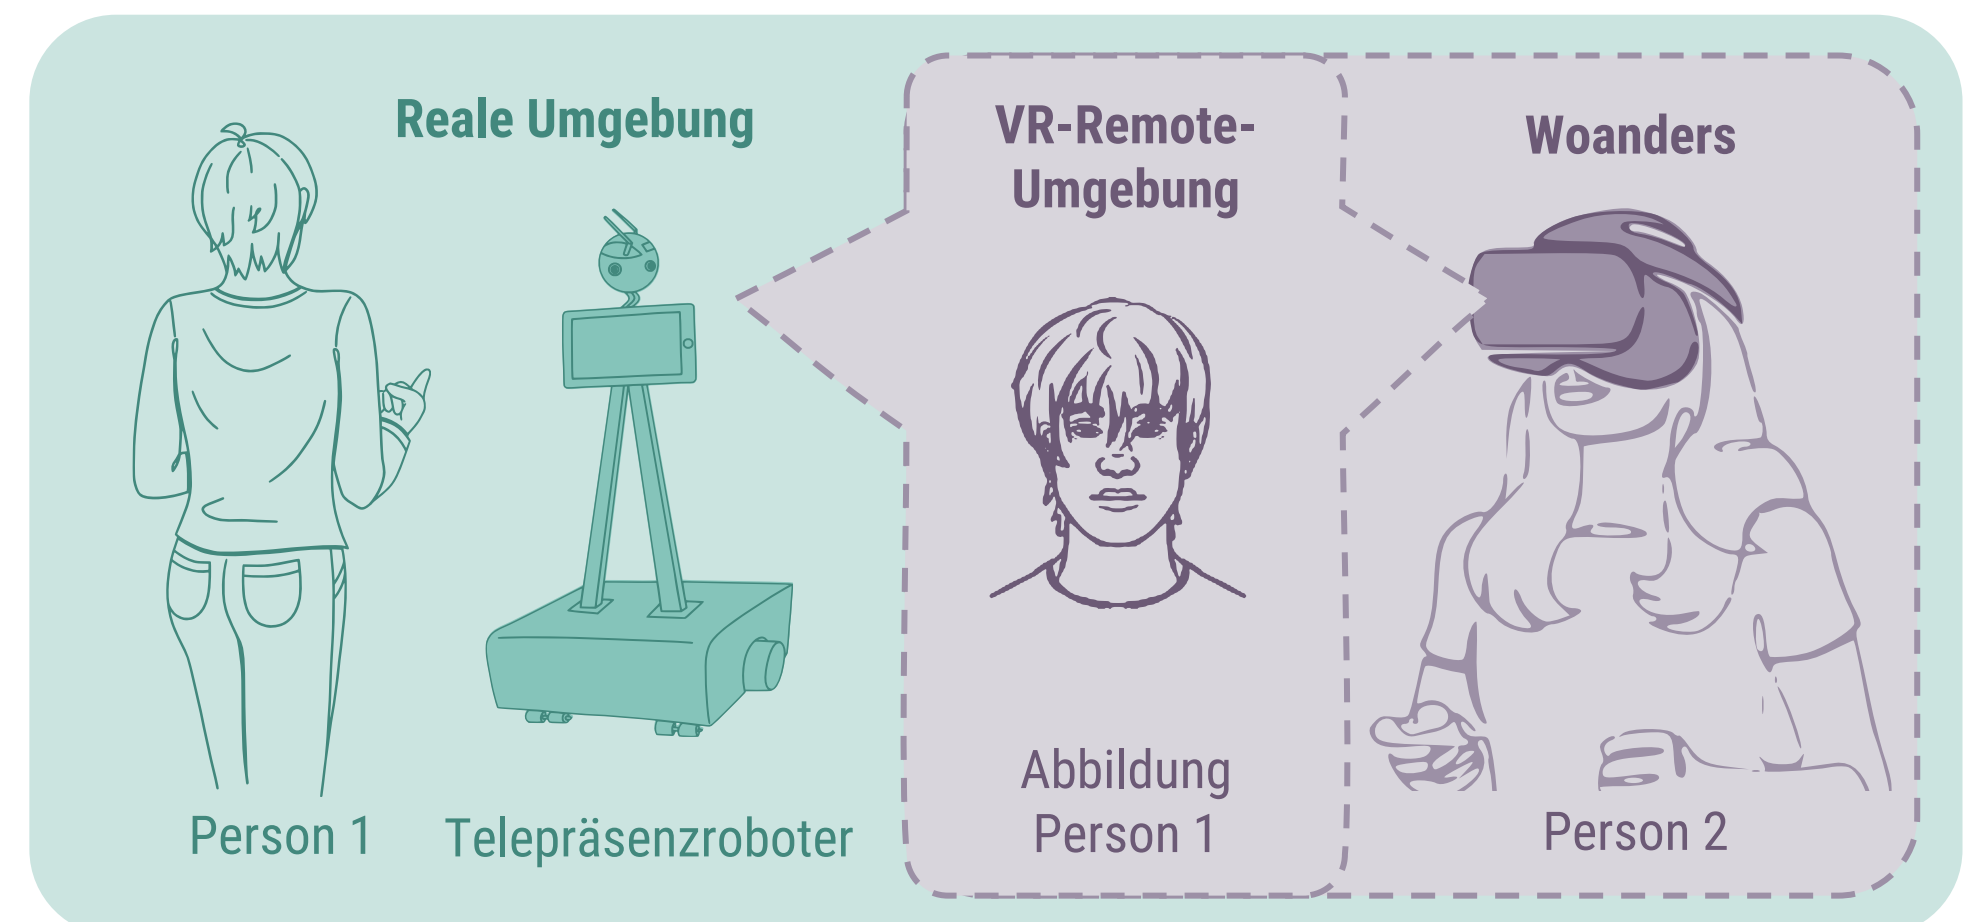 Reale Umgebung
Person 1
Telepräsenzroboter
VR-Remote-
Umgebung
Abbildung
Person 1
Woanders
Person 2